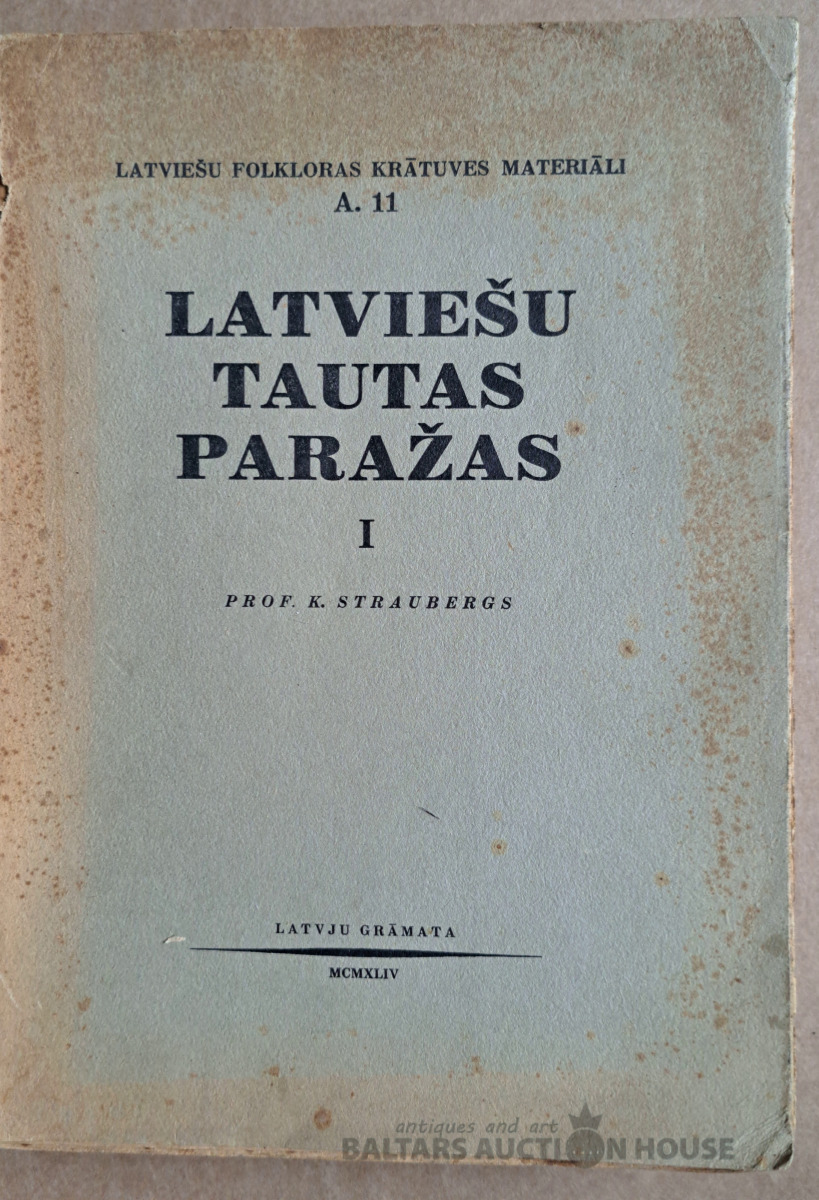 LATVIEŠU FOLKLORAS KRĀTUVES MATERIĀLI
A. 11
LATVIEŠU
TAUTAS
PARAŽAS
I
PROF. K. STRAUBERGS
LATVJU GRĀMATA
MCMXLIV
antiques and art
BALTARS AUCTION HOUSE